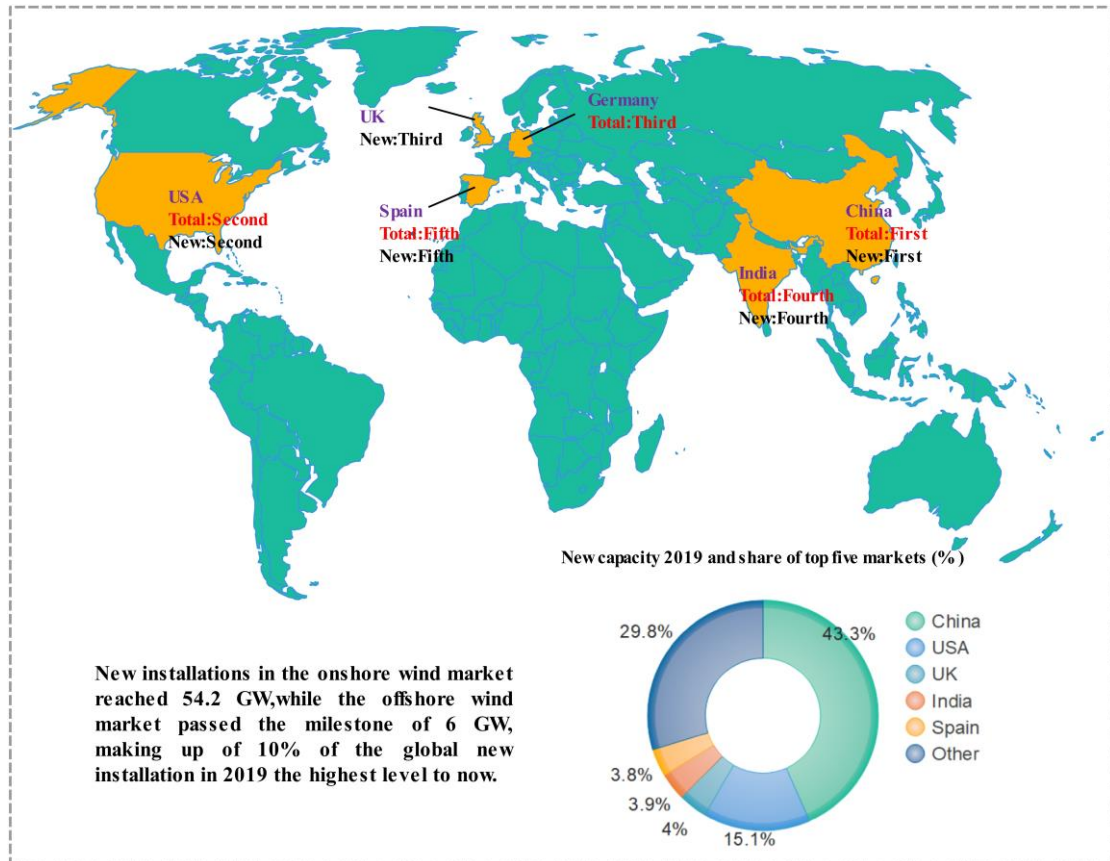 UK
New:Third
Germany
Total:Third
USA
Total:Second
New:Second
Spain
Total:Fifth
New:Fifth
China
Total:First
New:First
India
Total:Fourth
New:Fourth
New capacity 2019 and share of top five markets (%)
29.8%
43.3%
3.8%
3.9%
4%
15.1%
China
USA
UK
India
Spain
Other
New installations in the onshore wind market
reached 54.2 GW,while the offshore wind
market passed the milestone of 6 GW,
making up of 10% of the global new
installation in 2019 the highest level to now.